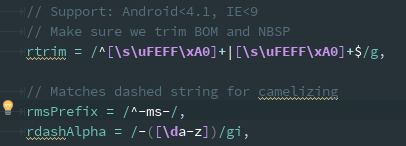 // Support: Android<4.1, IE<9
// Make sure we trim BOM and NBSP
rtrim = /^[\s\uFEFF\xA0]+|[\s\uFEFF\xA0]+$/g,
// Matches dashed string for camelizing
rmsPrefix = /^-ms-/,
rdashAlpha = /-([\da-z])/gi,